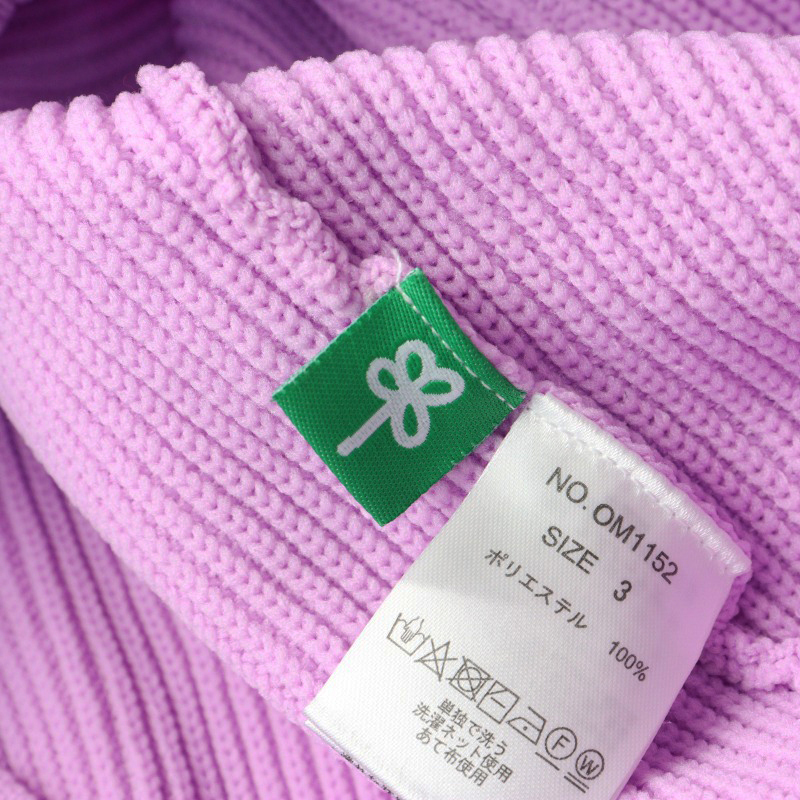 NO.OM1152
SIZE 3
ポリエステル 100%
F W
単独で洗う
洗濯ネット使用
あて布使用